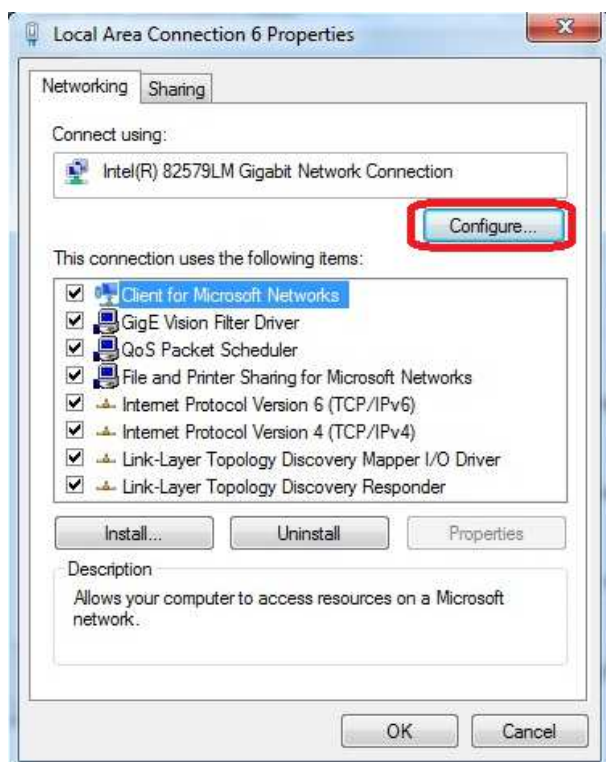 Local Area Connection 6 Properties
Networking
Sharing
Connect using:
Intel(R) 82579LM Gigabit Network Connection
Configure...
This connection uses the following items:
Client for Microsoft Networks
GigE Vision Filter Driver
QoS Packet Scheduler
File and Printer Sharing for Microsoft Networks
Internet Protocol Version 6 (TCP/IPv6)
Internet Protocol Version 4 (TCP/IPv4)
Link-Layer Topology Discovery Mapper I/O Driver
Link-Layer Topology Discovery Responder
Install...
Uninstall
Properties
Description
Allows your computer to access resources on a Microsoft
network.
OK
Cancel